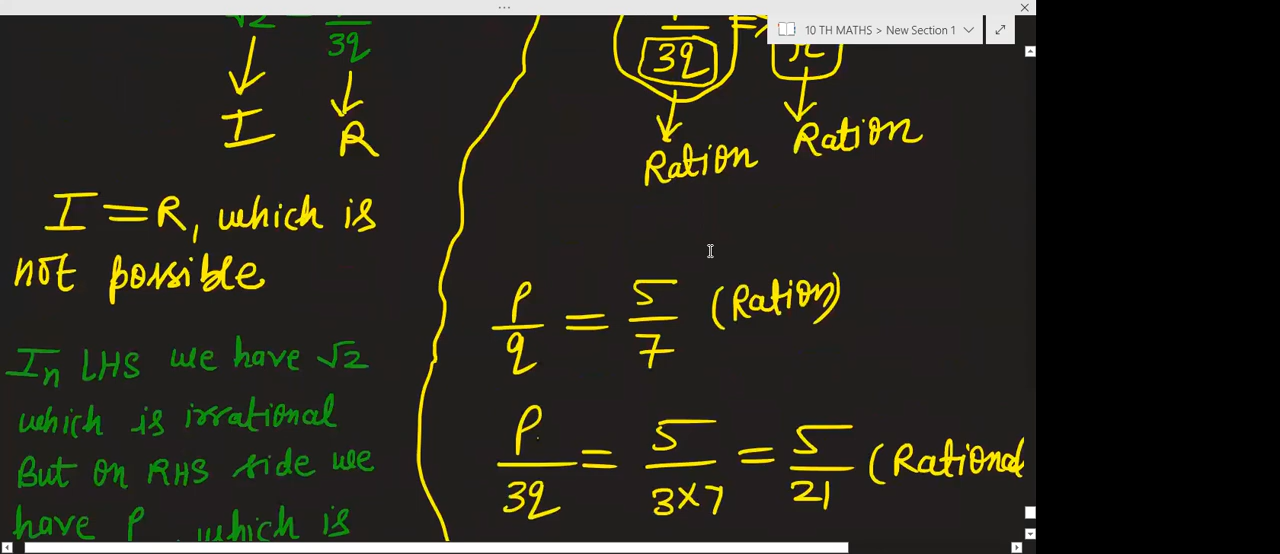 10 TH MATHS > New Section 1
√2 = P/3q
I R
I = R, which is
not possible
In LHS we have √2
which is irrational
But on RHS side we
have P, which is
3q
Ration Ration
P/q = 5/7 (Ration)
P/3q = 5/3×7 = 5/21 (Rational